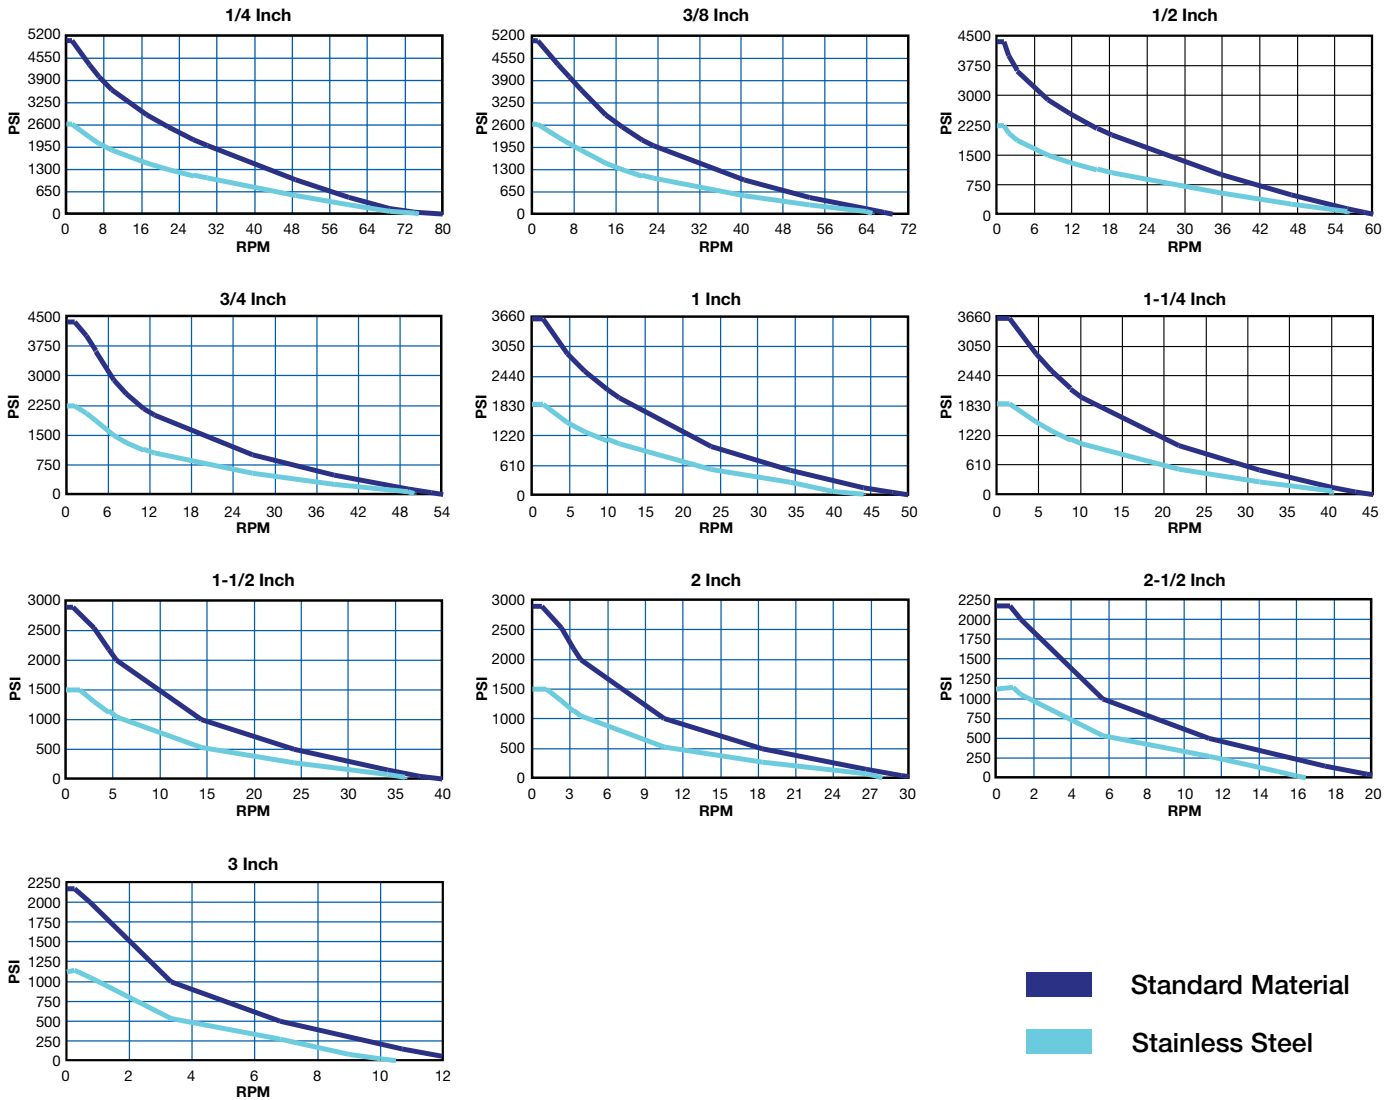 1/4 Inch
PSI
5200
4550
3900
3250
2600
1950
1300
650
0
0 8 16 24 32 40 48 56 64 72 80
RPM
3/8 Inch
PSI
5200
4550
3900
3250
2600
1950
1300
650
0
0 8 16 24 32 40 48 56 64 72
RPM
1/2 Inch
PSI
4500
3750
3000
2250
1500
750
0
0 6 12 18 24 30 36 42 48 54 60
RPM
3/4 Inch
PSI
4500
3750
3000
2250
1500
750
0
0 6 12 18 24 30 36 42 48 54
RPM
1 Inch
PSI
3660
3050
2440
1830
1220
610
0
0 5 10 15 20 23 30 35 40 45 50
RPM
1-1/4 Inch
PSI
3660
3050
2440
1830
1220
610
0
0 5 10 15 20 25 30 35 40 45
RPM
1-1/2 Inch
PSI
3000
2500
2000
1500
1000
500
0
0 5 10 15 20 25 30 35 40
RPM
2 Inch
PSI
3000
2500
2000
1500
1000
500
0
0 3 6 9 12 15 18 21 24 27 30
RPM
2-1/2 Inch
PSI
2250
2000
1750
1500
1250
1000
750
500
250
0
0 2 4 6 8 10 12 14 16 18 20
RPM
3 Inch
PSI
2250
2000
1750
1500
1250
1000
750
500
250
0
0 2 4 6 8 10 12
RPM
Standard Material
Stainless Steel